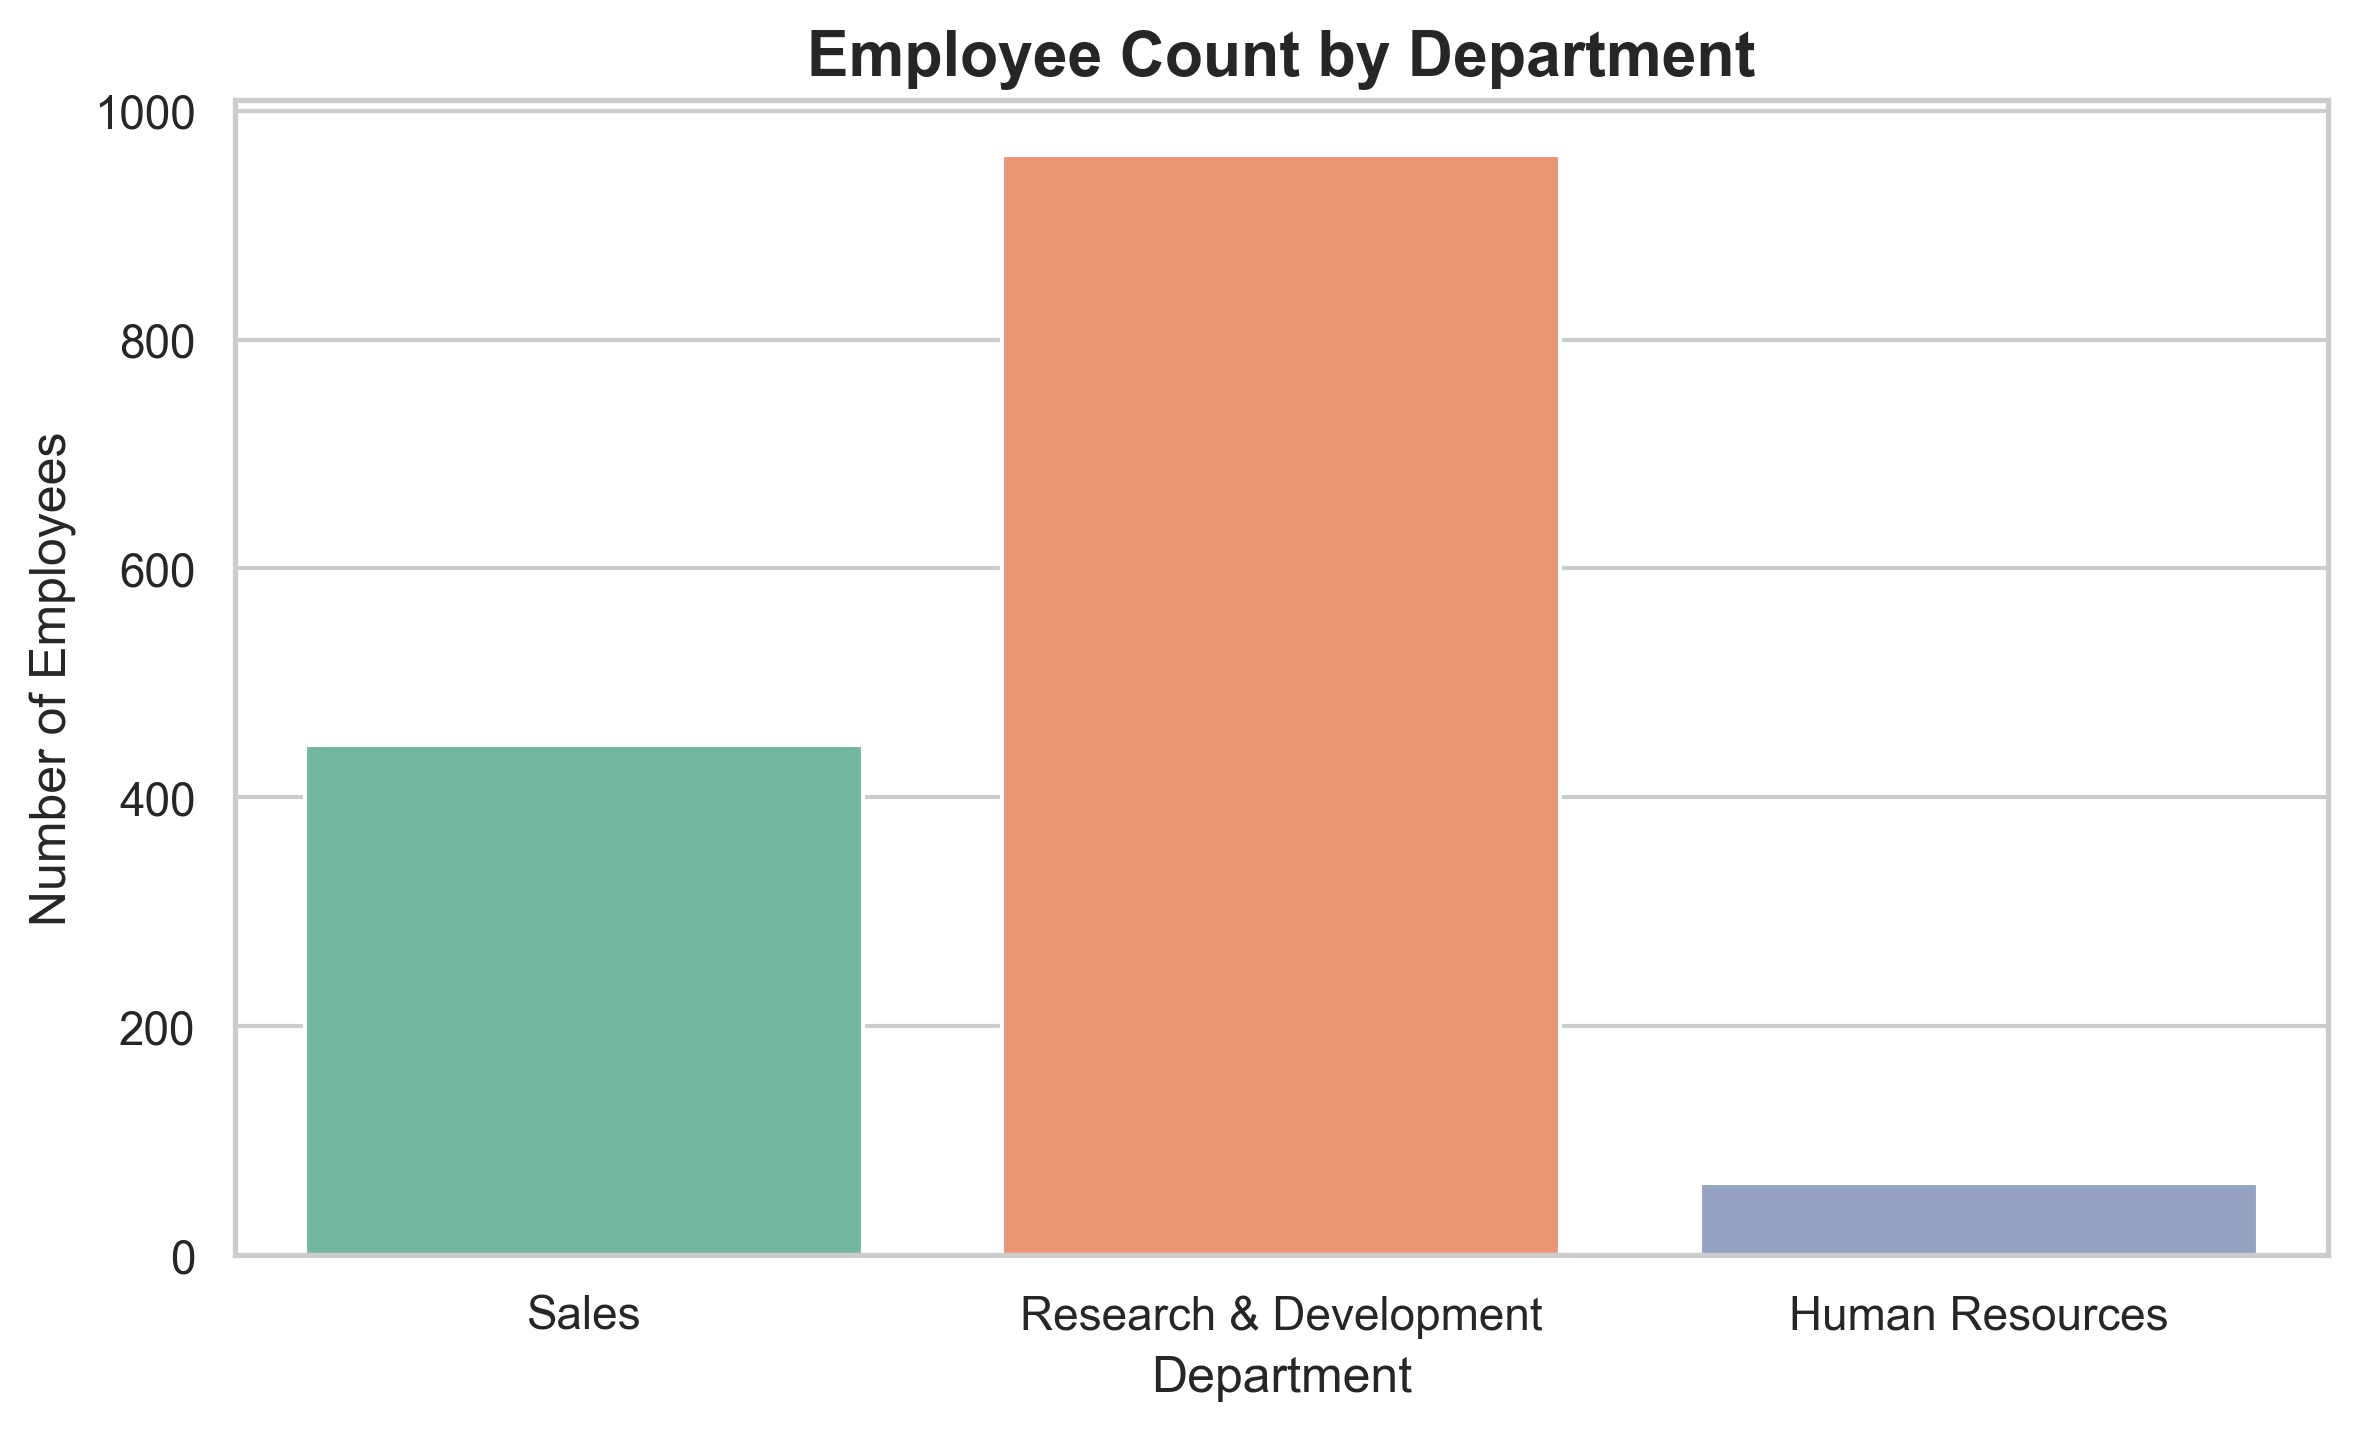 Employee Count by Department
1000
800
600
400
200
0
Number of Employees
Sales
Research & Development
Human Resources
Department